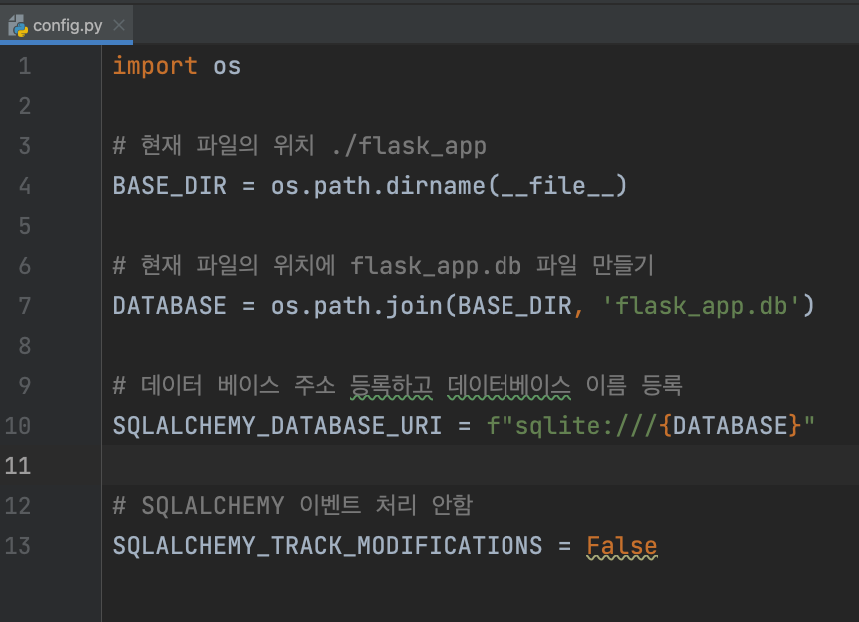 config.py
1 import os
2
3 # 현재 파일의 위치 ./flask_app
4 BASE_DIR = os.path.dirname(__file__)
5
6 # 현재 파일의 위치에 flask_app.db 파일 만들기
7 DATABASE = os.path.join(BASE_DIR, 'flask_app.db')
8
9 # 데이터 베이스 주소 등록하고 데이터베이스 이름 등록
10 SQLALCHEMY_DATABASE_URI = f"sqlite:///{DATABASE}"
11
12 # SQLALCHEMY 이벤트 처리 안함
13 SQLALCHEMY_TRACK_MODIFICATIONS = False